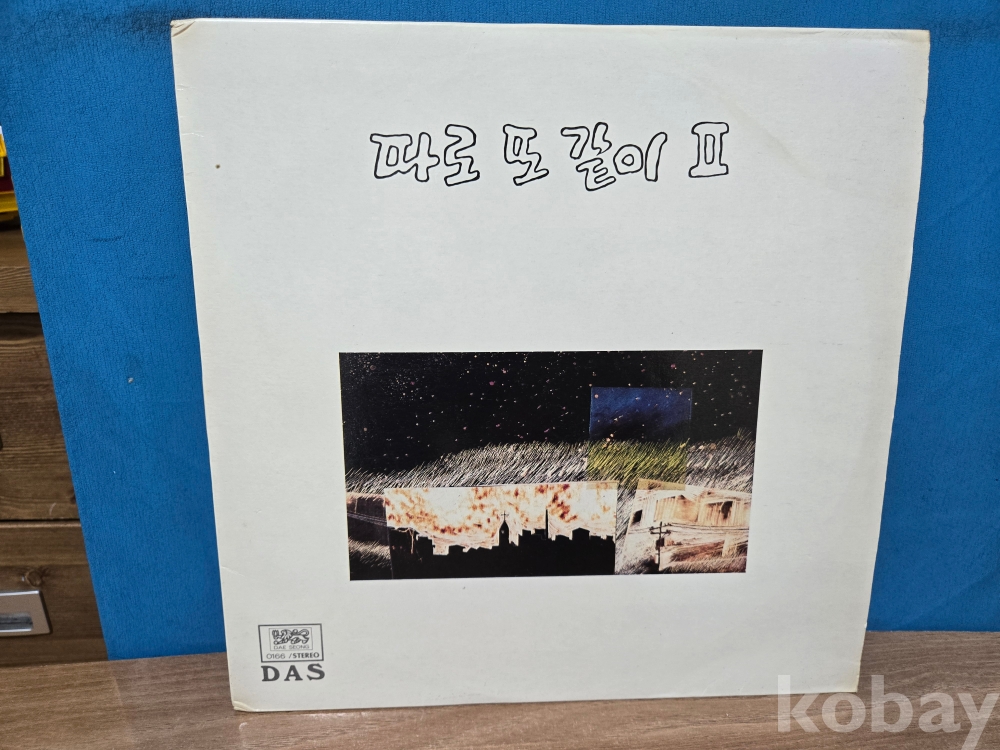 따로 또 같이 II
DAE SEONG
0166 / STEREO
DAS
kobay